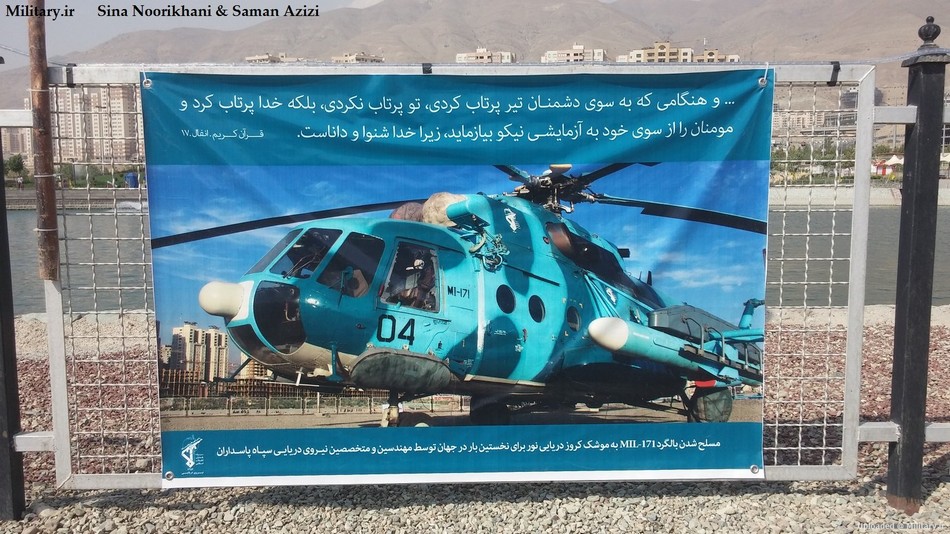 Military.ir Sina Noorikhani & Saman Azizi
... و هنگامی که به سوی دشمنان تیر پرتاب کردی، تو پرتاب نکردی، بلکه خدا پرتاب کرد و
مومنان را از سوی خود به آزمایشی نیکو بیازماید، زیرا خدا شنوا و داناست.
قرآن کریم. انفال. ۱۷
MI-171
04
مسلح شدن بالگرد MIL-171 به موشک کروز دریایی نور برای نخستین بار در جهان توسط مهندسین و متخصصین نیروی دریایی سپاه پاسداران